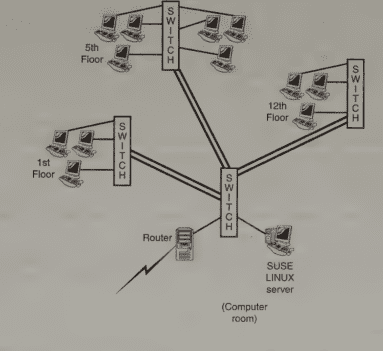 SWITCH
5th
Floor
SWITCH
12th
Floor
SWITCH
1st
Floor
SWITCH
Router
SUSE
LINUX
server
(Computer
room)